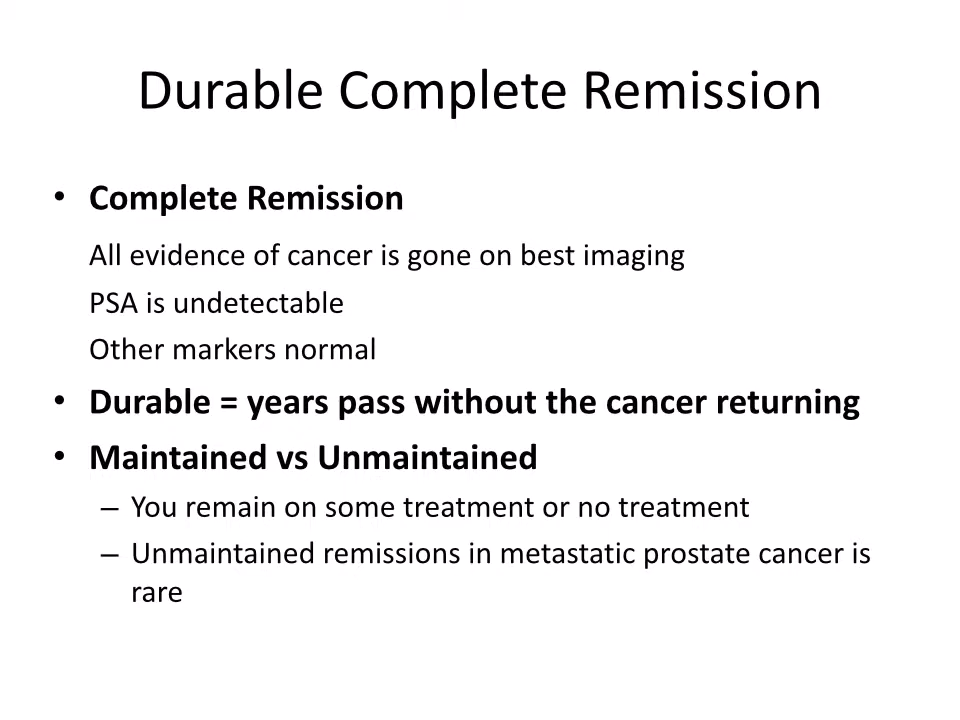 Durable Complete Remission
• Complete Remission
All evidence of cancer is gone on best imaging
PSA is undetectable
Other markers normal
• Durable = years pass without the cancer returning
• Maintained vs Unmaintained
– You remain on some treatment or no treatment
– Unmaintained remissions in metastatic prostate cancer is
rare